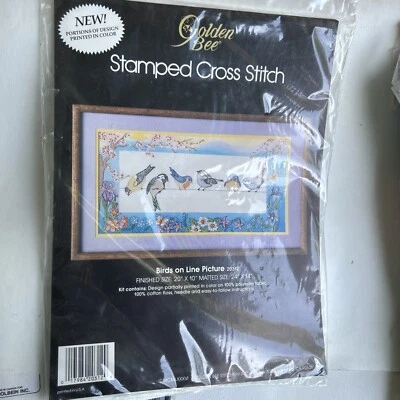 NEW!
PORTIONS OF DESIGN
PRINTED IN COLOR
Golden
Bee
Stamped Cross Stitch
Birds on Line Picture
FINISHED SIZE: 20" X 10" MATTED SIZE: 24" X 14"
Kit contains: Design partially printed in color on 100% polyester fabric,
100% cotton floss, needle and easy-to-follow instructions